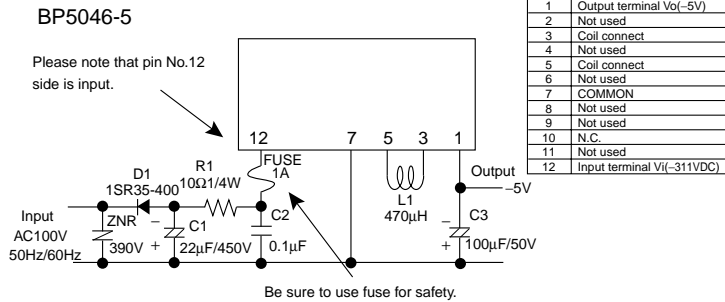 BP5046-5
Please note that pin No.12
side is input.
1 Output terminal Vo(−5V)
2 Not used
3 Coil connect
4 Not used
5 Coil connect
6 Not used
7 COMMON
8 Not used
9 Not used
10 N.C.
11 Not used
12 Input terminal Vi(−311VDC)
12 7 5 3 1
FUSE
1A
R1
10Ω1/4W
D1
1SR35-400
L1
470µH
Output
−5V
Input
AC100V
50Hz/60Hz
ZNR
390V
−
+
C1
22µF/450V
C2
0.1µF
−
+
C3
100µF/50V
Be sure to use fuse for safety.